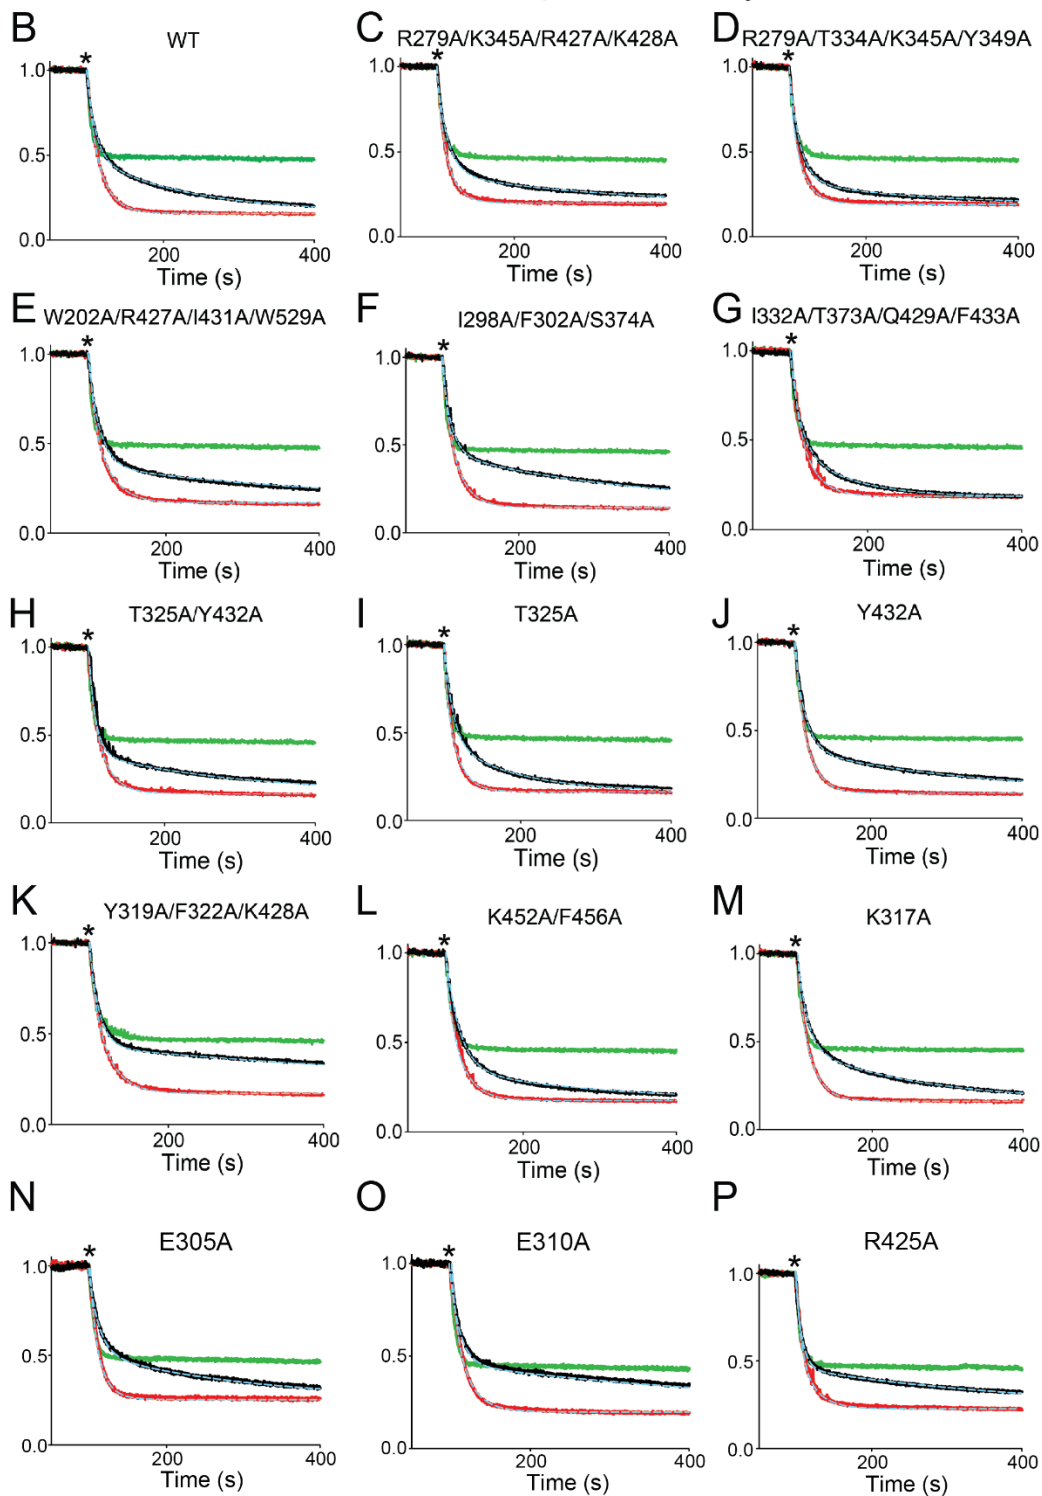 B WT
C R279A/K345A/R427A/K428A
D R279A/T334A/K345A/Y349A
* * *
1.0 1.0 1.0
0.5 0.5 0.5
0.0 0.0 0.0
200 400 200 400 200 400
Time (s) Time (s) Time (s)
E W202A/R427A/I431A/W529A
F I298A/F302A/S374A
G I332A/T373A/Q429A/F433A
* * *
1.0 1.0 1.0
0.5 0.5 0.5
0.0 0.0 0.0
200 400 200 400 200 400
Time (s) Time (s) Time (s)
H T325A/Y432A
I T325A
J Y432A
* * *
1.0 1.0 1.0
0.5 0.5 0.5
0.0 0.0 0.0
200 400 200 400 200 400
Time (s) Time (s) Time (s)
K Y319A/F322A/K428A
L K452A/F456A
M K317A
* * *
1.0 1.0 1.0
0.5 0.5 0.5
0.0 0.0 0.0
200 400 200 400 200 400
Time (s) Time (s) Time (s)
N E305A
O E310A
P R425A
* * *
1.0 1.0 1.0
0.5 0.5 0.5
0.0 0.0 0.0
200 400 200 400 200 400
Time (s) Time (s) Time (s)